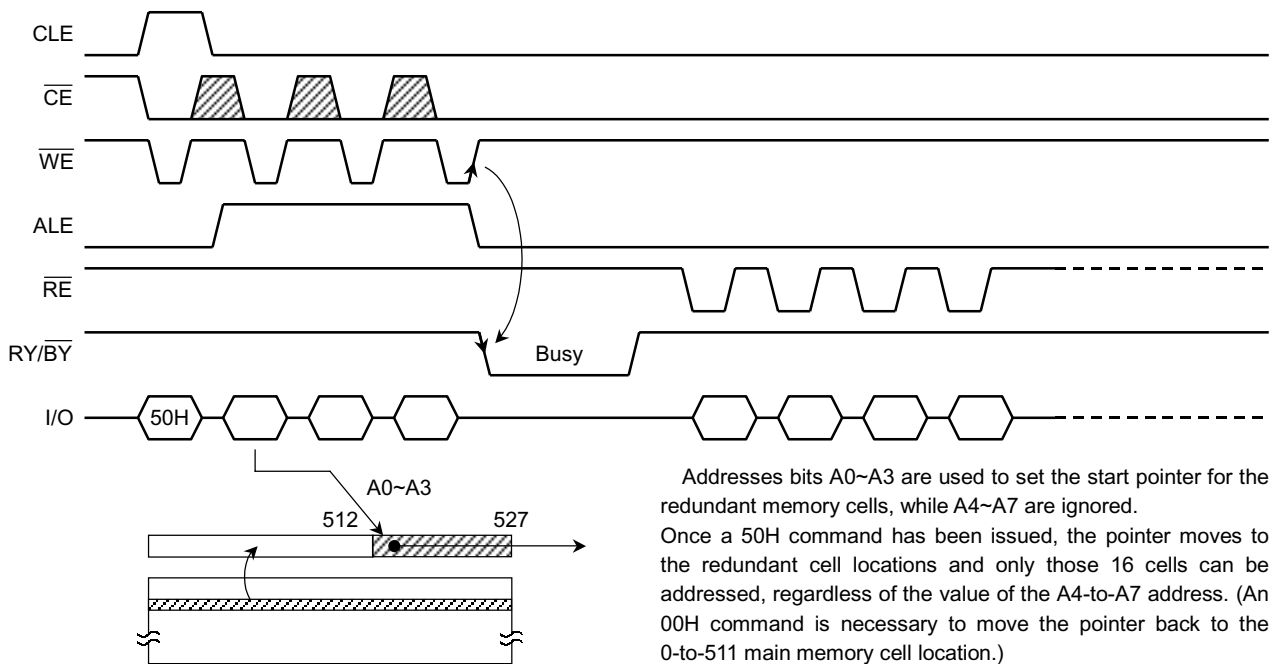 CLE
CE
WE
ALE
RE
RY/BY
Busy
I/O
50H
A0~A3
512
527
Addresses bits A0~A3 are used to set the start pointer for the
redundant memory cells, while A4~A7 are ignored.
Once a 50H command has been issued, the pointer moves to
the redundant cell locations and only those 16 cells can be
addressed, regardless of the value of the A4-to-A7 address. (An
00H command is necessary to move the pointer back to the
0-to-511 main memory cell location.)